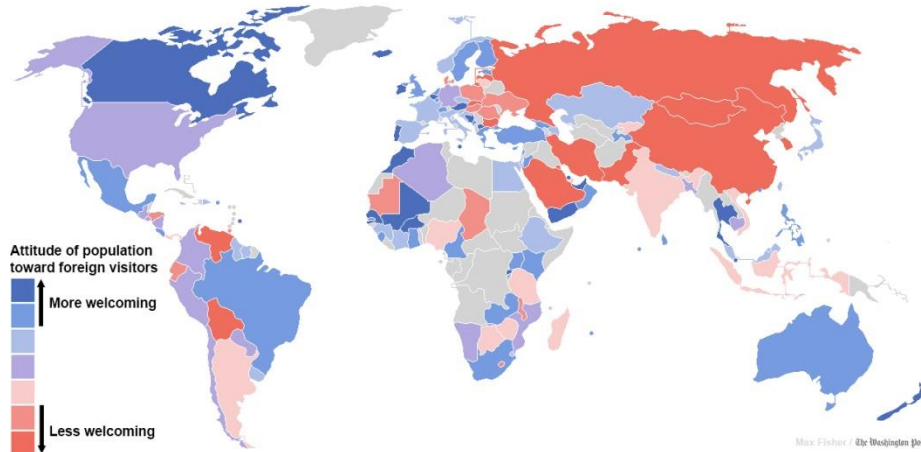 Attitude of population
toward foreign visitors
More welcoming
Less welcoming
Max Fisher / The Washington Po